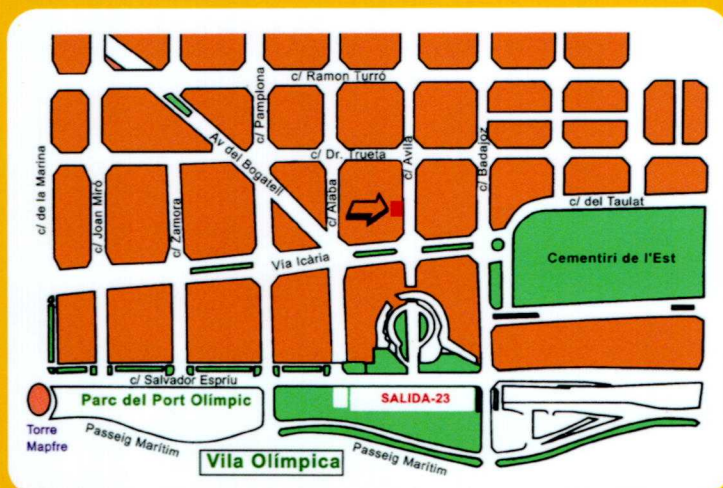 c/ Ramon Turró
c/ Pamplona
Av del Bogatell
c/ Dr. Trueta
c/ Avila
c/ Badajoz
c/ de la Marina
c/ Joan Miró
c/ Zamora
c/ Alaba
c/ del Taulat
Via Icària
Cementiri de l'Est
c/ Salvador Espriu
Parc del Port Olímpic
SALIDA-23
Torre
Mapfre
Passeig Marítim
Vila Olímpica
Passeig Marítim